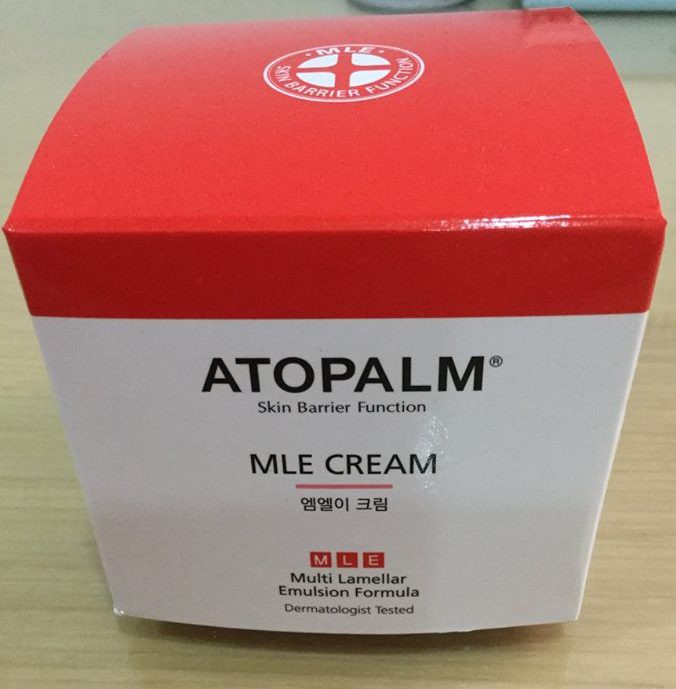 MLE
SKIN BARRIER FUNCTION
ATOPALM®
Skin Barrier Function
MLE CREAM
엠엘이 크림
M L E
Multi Lamellar
Emulsion Formula
Dermatologist Tested